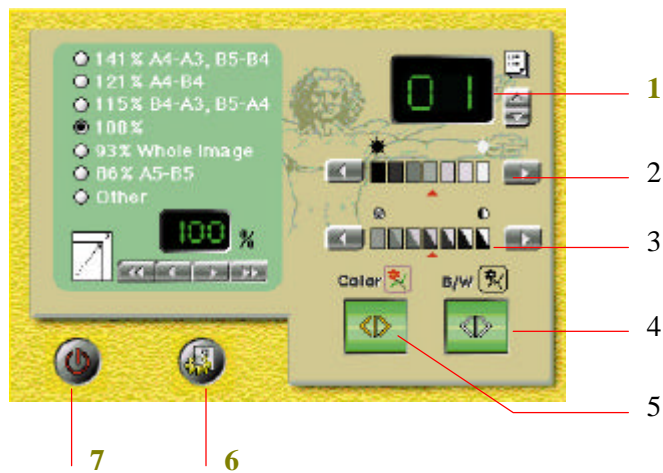 141% A4-A3, B5-B4
121% A4-B4
115% B4-A3, B5-A4
100%
93% Whole Image
86% A5-B5
Other
100 %
01
Color
B/W
1
2
3
4
5
6
7